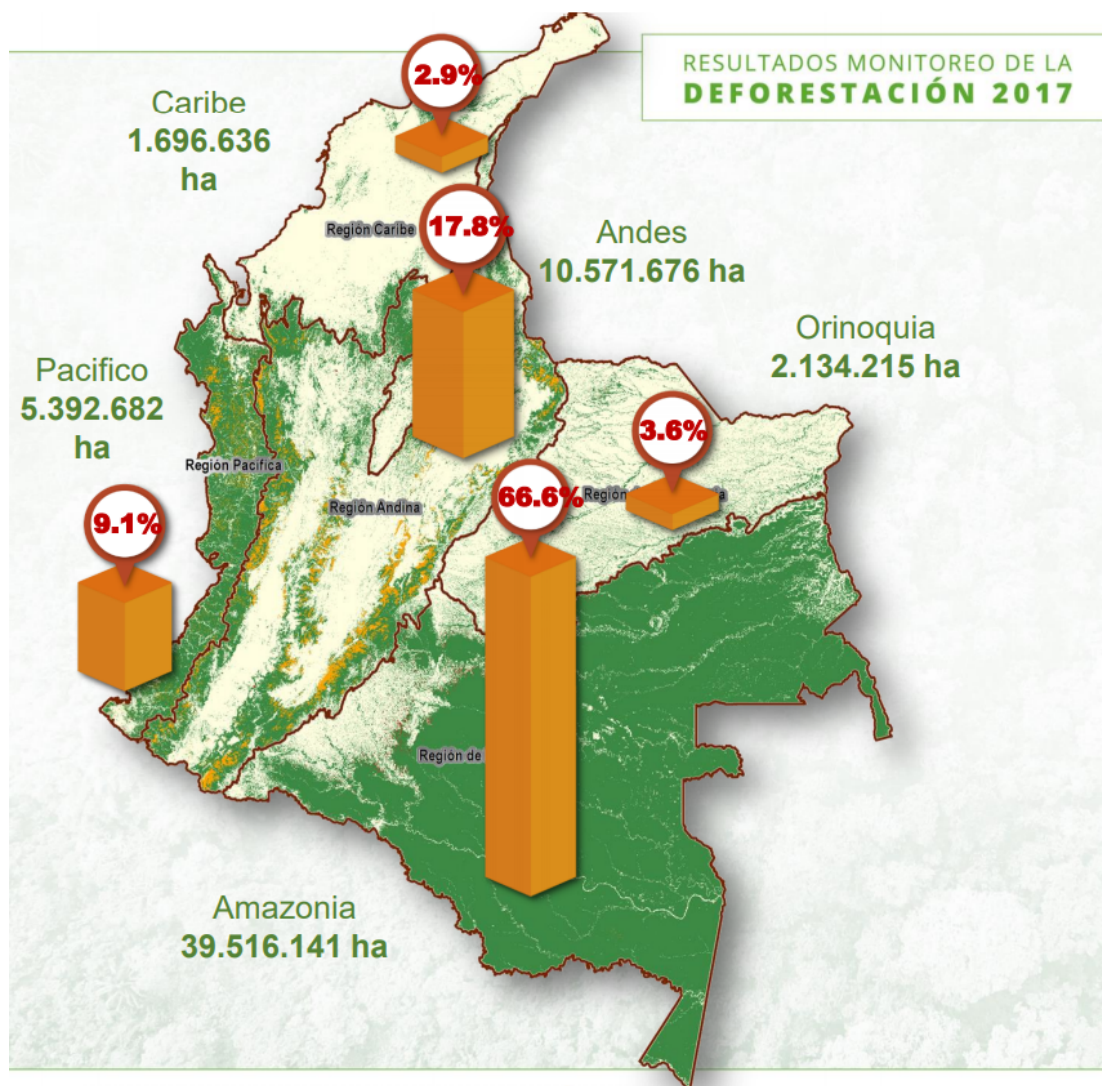 RESULTADOS MONITOREO DE LA
DEFORESTACIÓN 2017
2.9%
Caribe
1.696.636
ha
Región Caribe
17.8%
Andes
10.571.676 ha
Orinoquia
2.134.215 ha
Pacifico
5.392.682
ha
3.6%
Región Pacífica
Región Andina
66.6%
Región
9.1%
Región de
Amazonia
39.516.141 ha